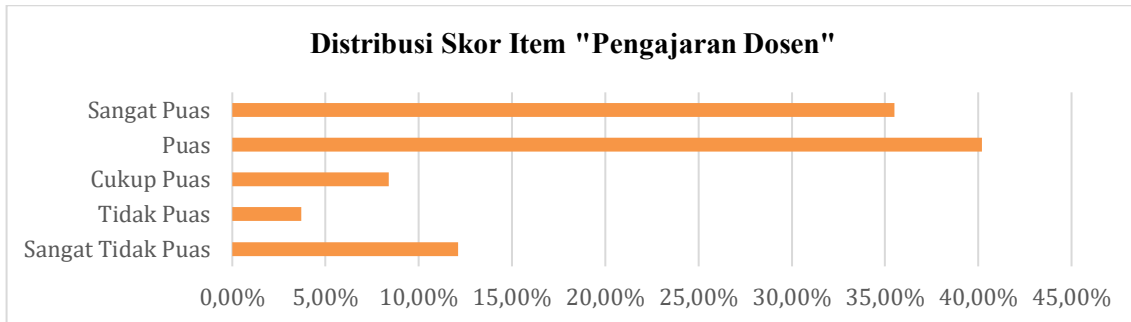 Distribusi Skor Item "Pengajaran Dosen"
Sangat Puas
Puas
Cukup Puas
Tidak Puas
Sangat Tidak Puas
0,00% 5,00% 10,00% 15,00% 20,00% 25,00% 30,00% 35,00% 40,00% 45,00%